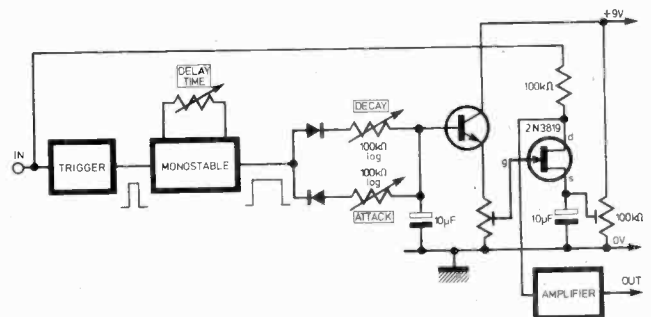 +9V
DELAY
TIME
100kΩ
IN
TRIGGER
MONOSTABLE
DECAY
100kΩ
log
2N3819
d
g
s
100kΩ
log
ATTACK
10µF
10µF
100kΩ
0V
AMPLIFIER
OUT